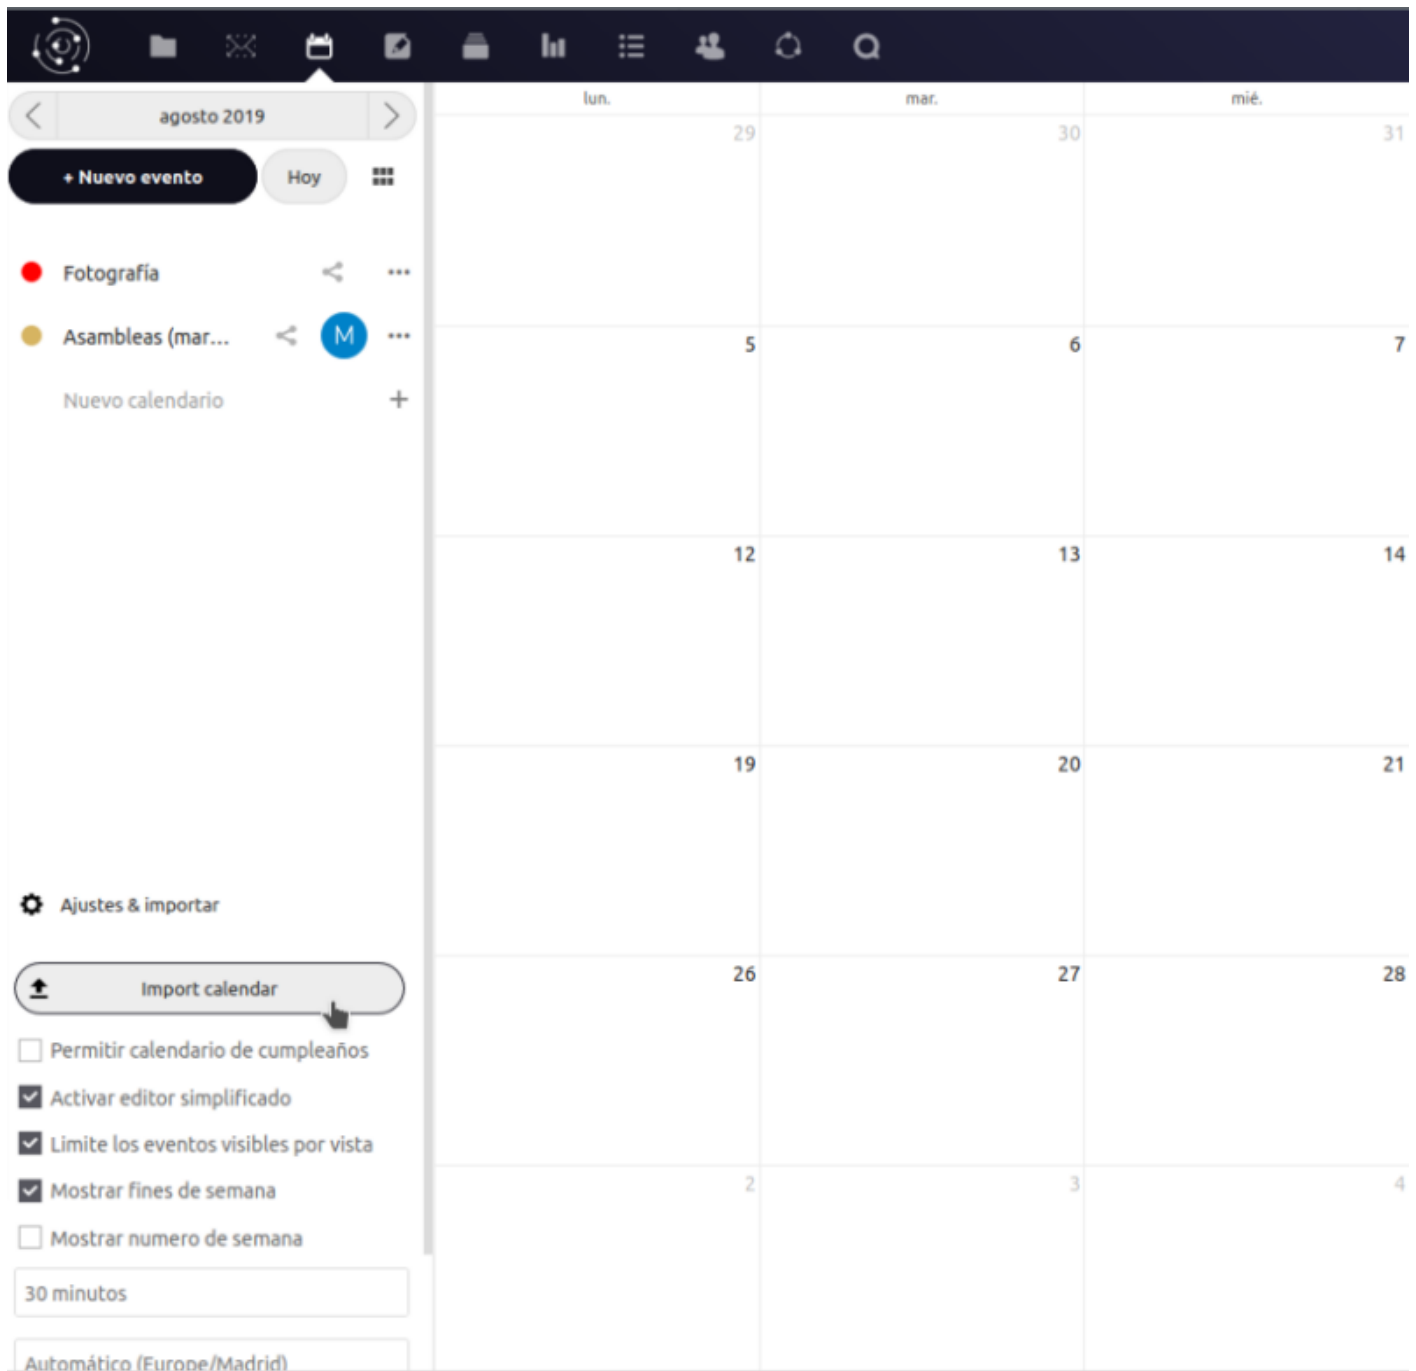 agosto 2019
+ Nuevo evento
Hoy
Fotografía
Asambleas (mar...
M
Nuevo calendario
Ajustes & importar
Import calendar
Permitir calendario de cumpleaños
Activar editor simplificado
Limite los eventos visibles por vista
Mostrar fines de semana
Mostrar numero de semana
30 minutos
Automático (Europe/Madrid)
lun. mar. mié.
29 30 31
5 6 7
12 13 14
19 20 21
26 27 28
2 3 4